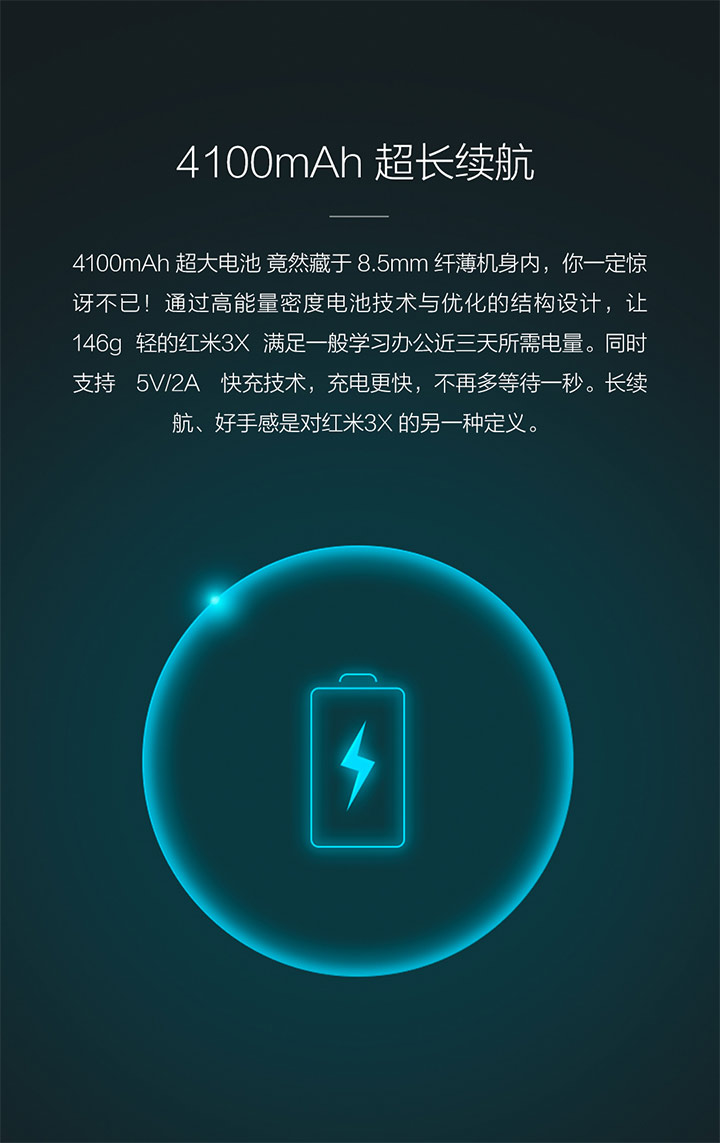 4100mAh 超长续航
4100mAh 超大电池 竟然藏于 8.5mm 纤薄机身内，你一定惊
讶不已！通过高能量密度电池技术与优化的结构设计，让
146g 轻的红米3X 满足一般学习办公近三天所需电量。同时
支持 5V/2A 快充技术，充电更快，不再多等待一秒。长续
航、好手感是对红米3X 的另一种定义。